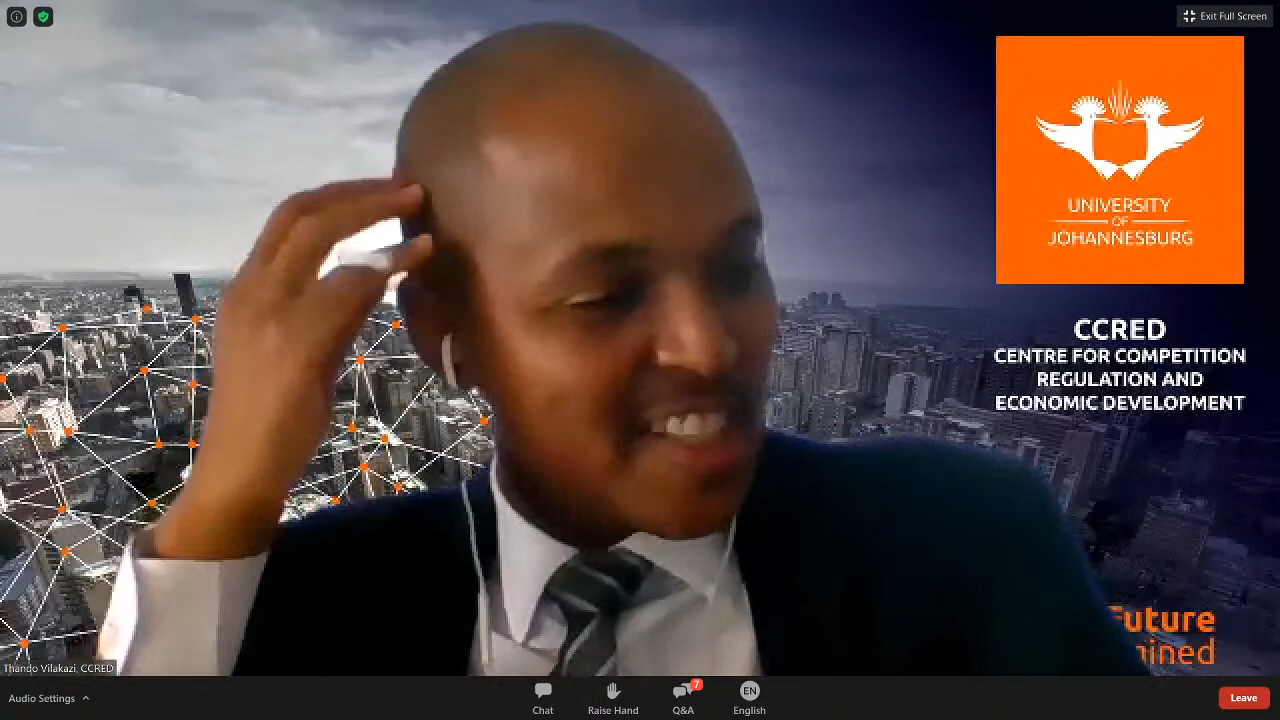 Exit Full Screen
UNIVERSITY
OF
JOHANNESBURG
CCRED
CENTRE FOR COMPETITION
REGULATION AND
ECONOMIC DEVELOPMENT
Future
Thando Vilakazi, CCRED
Audio Settings
Chat
Raise Hand
7
Q&A
EN
English
Leave